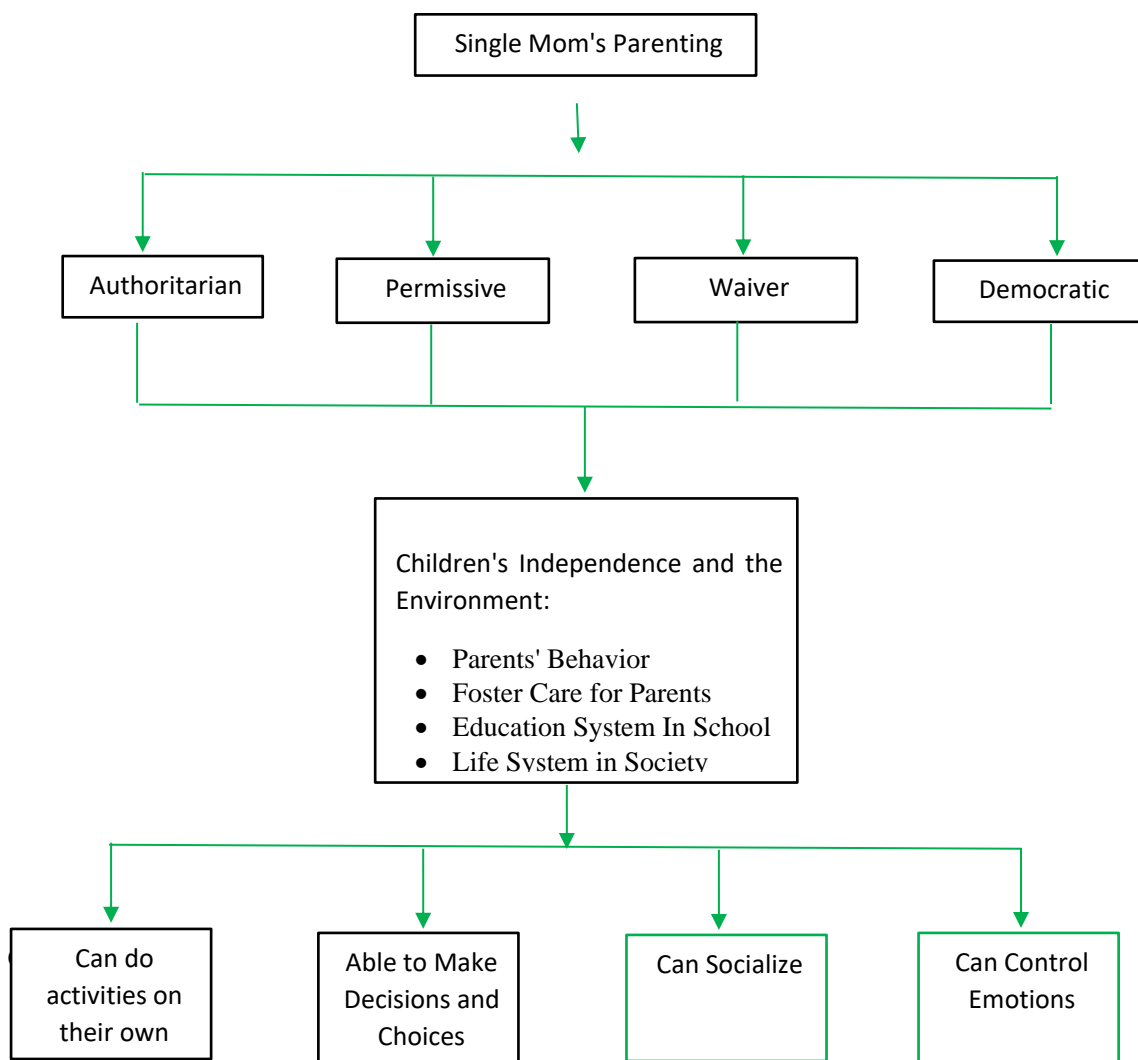 Single Mom's Parenting
Authoritarian
Permissive
Waiver
Democratic
Children's Independence and the
Environment:
• Parents' Behavior
• Foster Care for Parents
• Education System In School
• Life System in Society
Can do
activities on
their own
Able to Make
Decisions and
Choices
Can Socialize
Can Control
Emotions